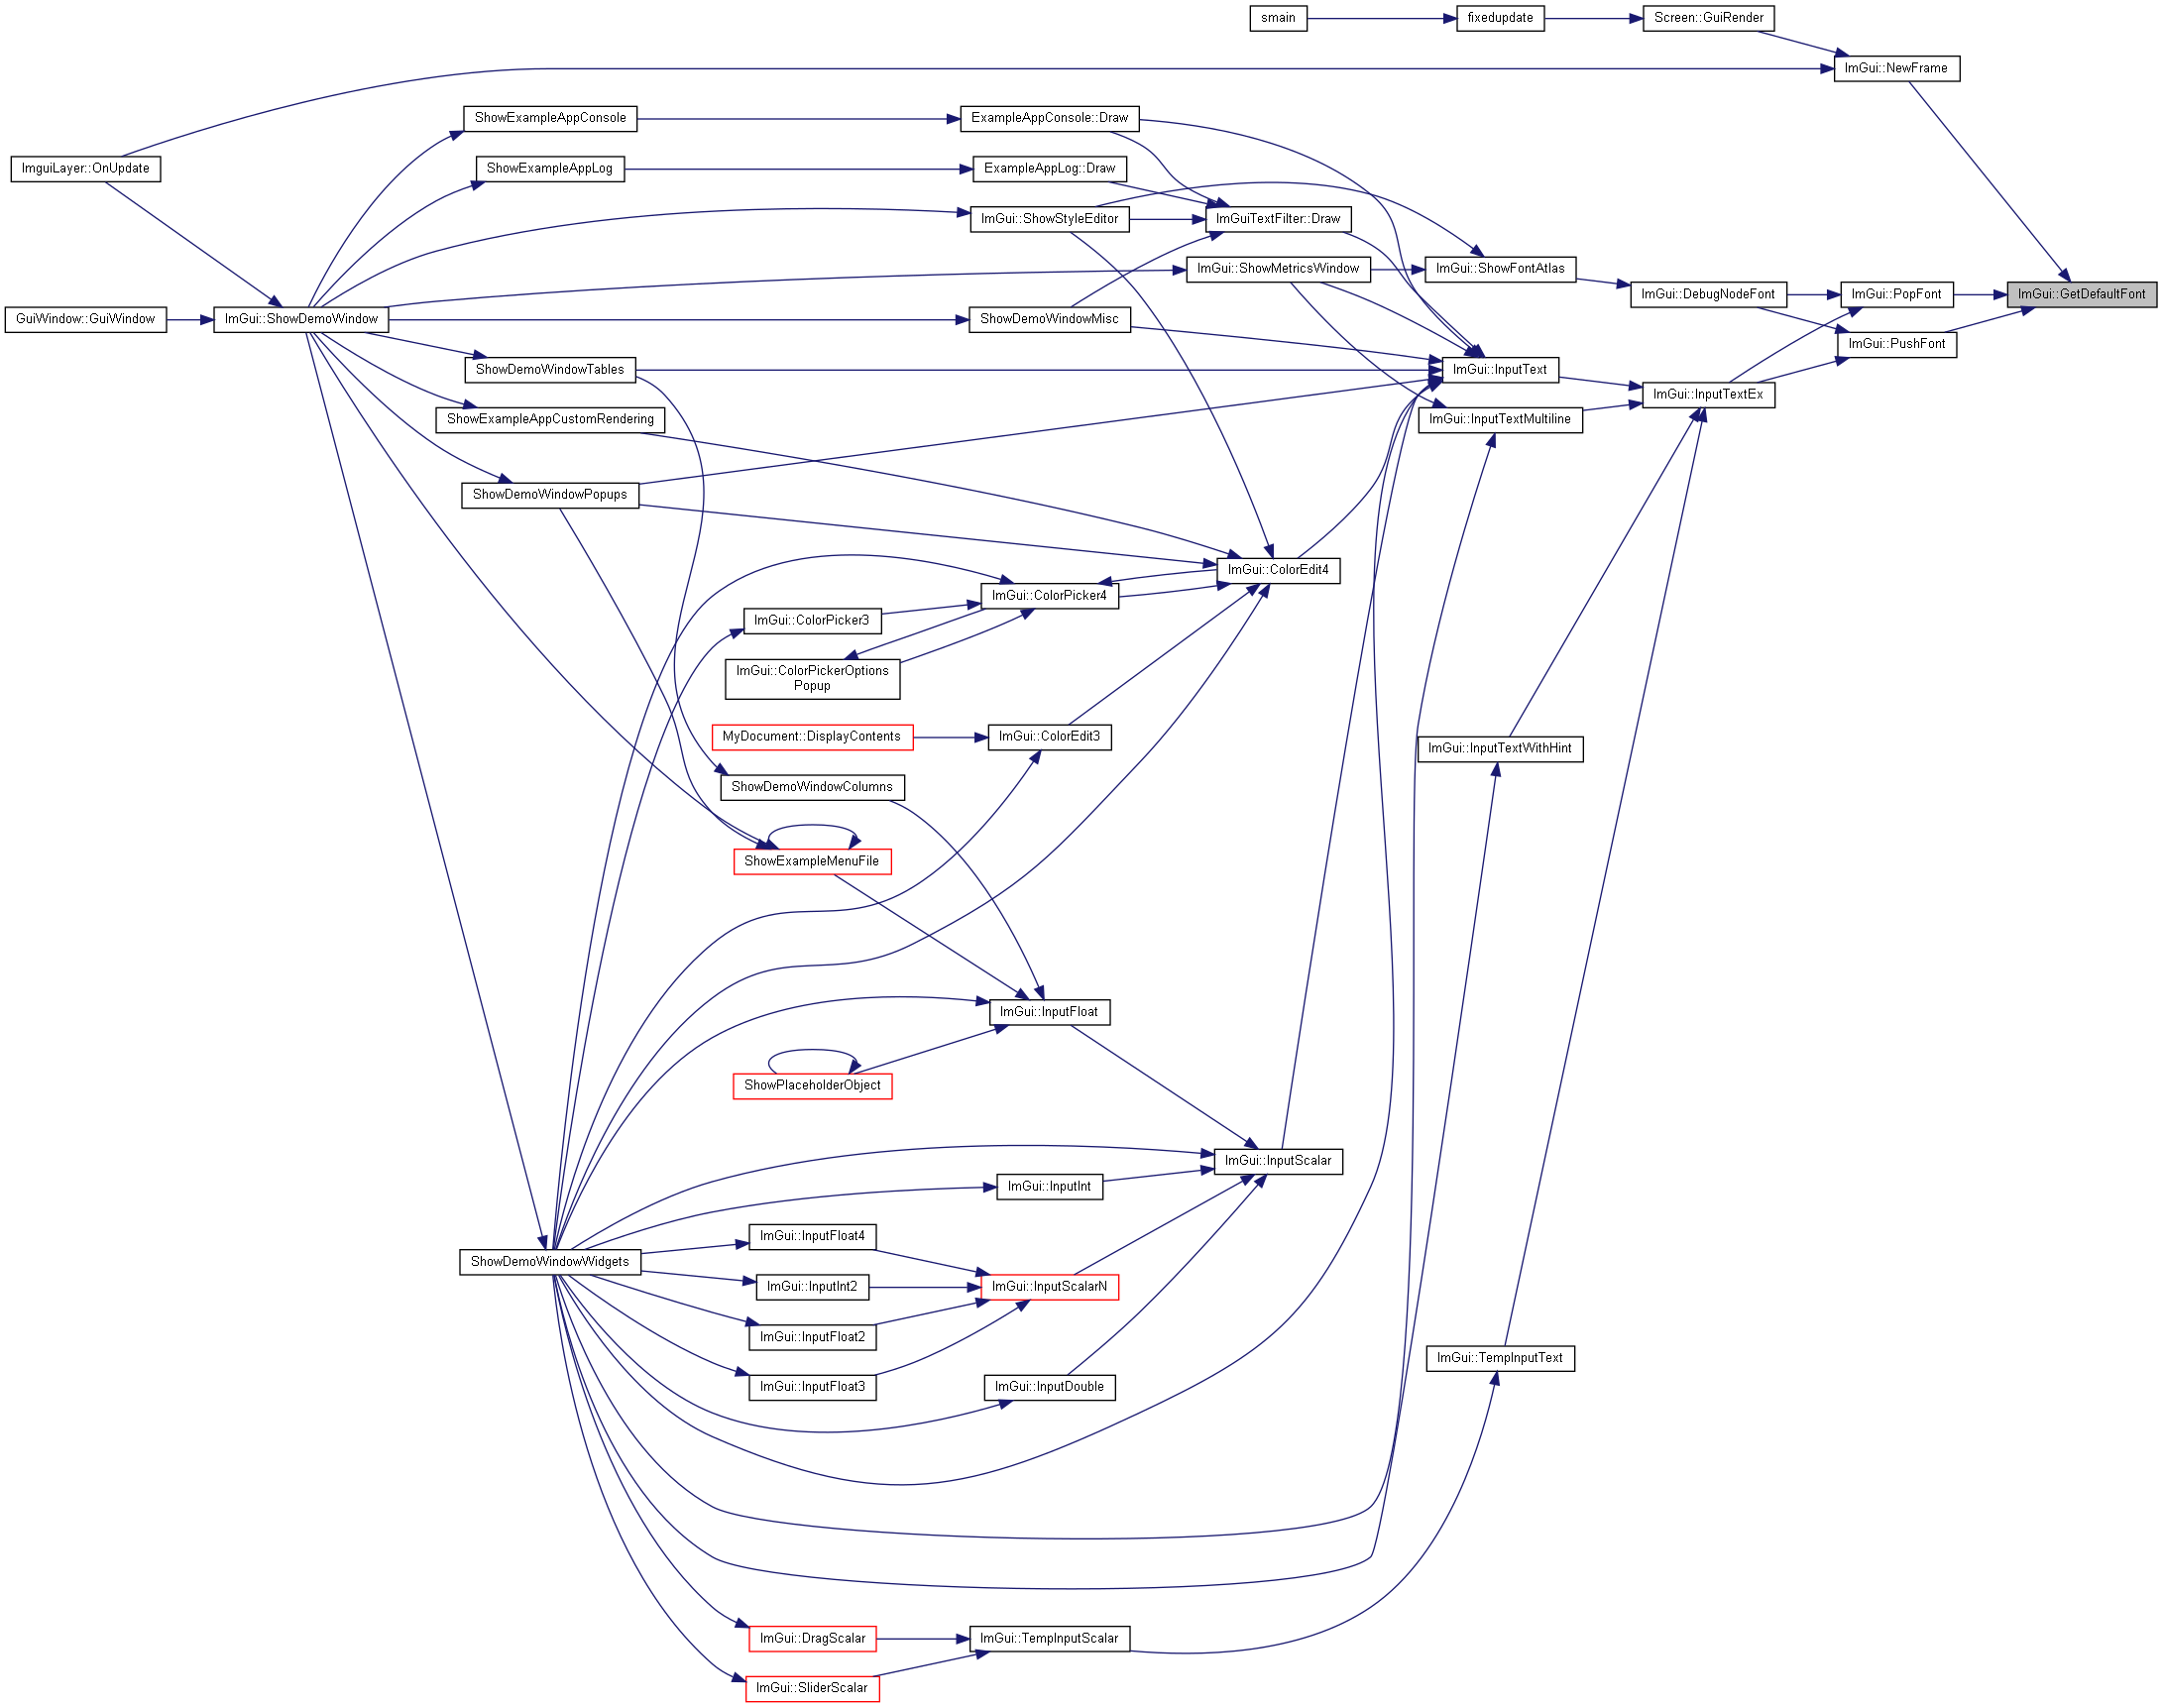 smain
fixedupdate
Screen::GuiRender
ImGui::NewFrame
ShowExampleAppConsole
ExampleAppConsole::Draw
ImguiLayer::OnUpdate
ShowExampleAppLog
ExampleAppLog::Draw
ImGui::ShowStyleEditor
ImGuiTextFilter::Draw
ImGui::ShowMetricsWindow
ImGui::ShowFontAtlas
ImGui::DebugNodeFont
ImGui::PopFont
ImGui::GetDefaultFont
GuiWindow::GuiWindow
ImGui::ShowDemoWindow
ShowDemoWindowMisc
ImGui::PushFont
ShowDemoWindowTables
ImGui::InputText
ImGui::InputTextEx
ShowExampleAppCustomRendering
ImGui::InputTextMultiline
ShowDemoWindowPopups
ImGui::ColorEdit4
ImGui::ColorPicker4
ImGui::ColorPicker3
ImGui::ColorPickerOptions
Popup
MyDocument::DisplayContents
ImGui::ColorEdit3
ImGui::InputTextWithHint
ShowDemoWindowColumns
ShowExampleMenuFile
ImGui::InputFloat
ShowPlaceholderObject
ImGui::InputScalar
ImGui::InputInt
ImGui::InputFloat4
ShowDemoWindowWidgets
ImGui::InputInt2
ImGui::InputScalarN
ImGui::InputFloat2
ImGui::TempInputText
ImGui::InputFloat3
ImGui::InputDouble
ImGui::DragScalar
ImGui::TempInputScalar
ImGui::SliderScalar